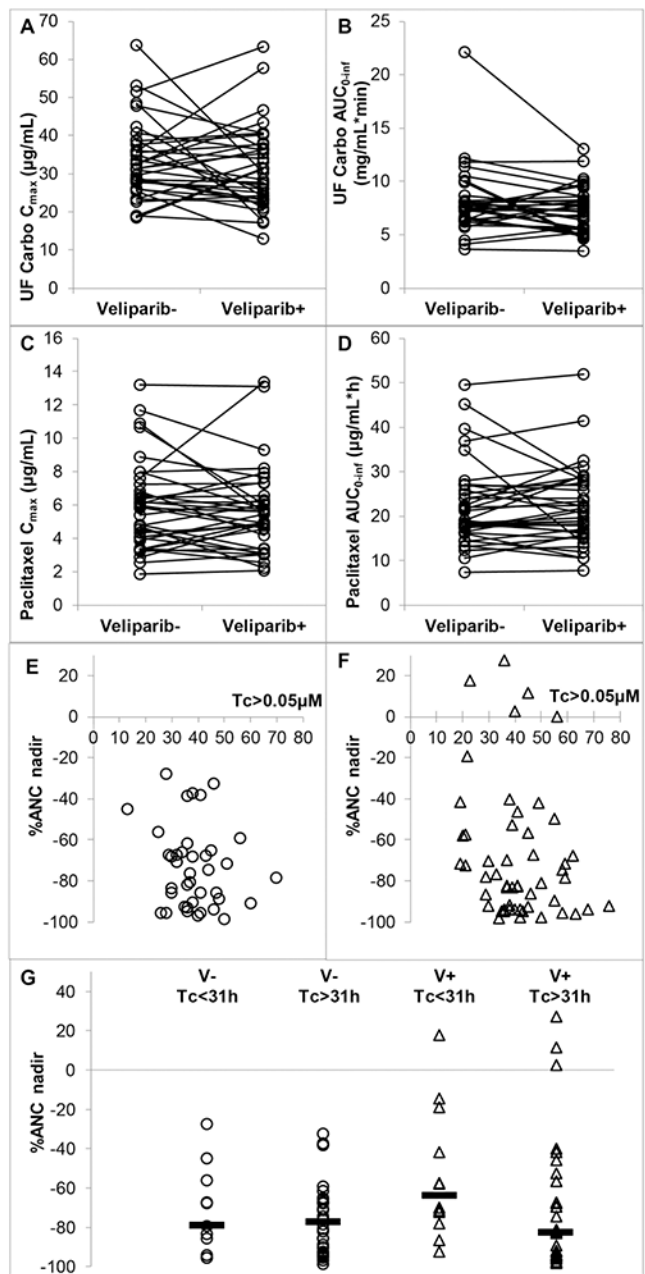 A
UF Carbo Cmax (µg/mL)
70
60
50
40
30
20
10
0
Veliparib- Veliparib+
B
UF Carbo AUC0-inf
(mg/mL*min)
25
20
15
10
5
0
Veliparib- Veliparib+
C
Paclitaxel Cmax (µg/mL)
16
14
12
10
8
6
4
2
0
Veliparib- Veliparib+
D
Paclitaxel AUC0-inf (µg/mL*h)
60
50
40
30
20
10
0
Veliparib- Veliparib+
E
%ANC nadir
Tc>0.05µM
20
0
10 20 30 40 50 60 70 80
-20
-40
-60
-80
-100
F
%ANC nadir
Tc>0.05µM
20
0
10 20 30 40 50 60 70 80
-20
-40
-60
-80
-100
G
%ANC nadir
V- V- V+ V+
Tc<31h Tc>31h Tc<31h Tc>31h
40
20
0
-20
-40
-60
-80
-100